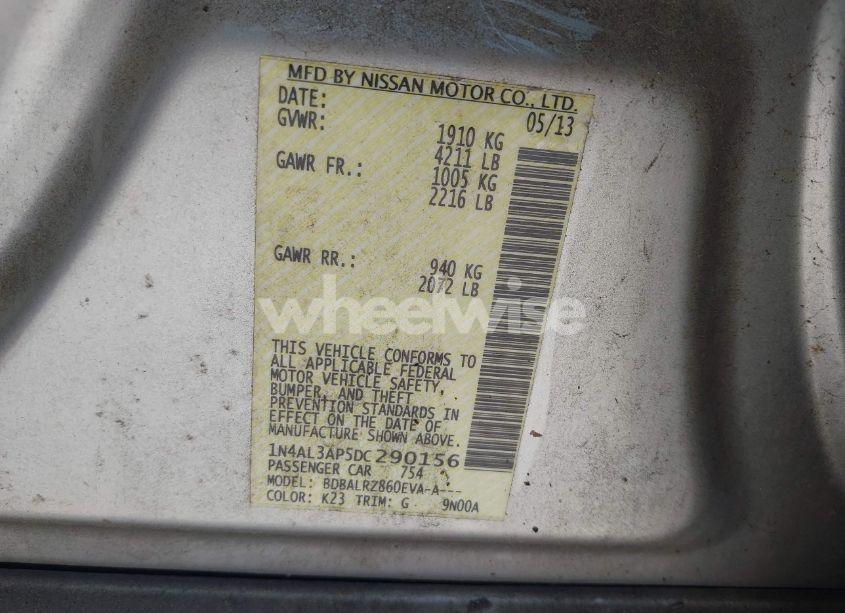 MFD BY NISSAN MOTOR CO., LTD.
DATE: 05/13
GVWR: 1910 KG
4211 LB
GAWR FR.: 1005 KG
2216 LB
GAWR RR.: 940 KG
2072 LB
wheelwise
THIS VEHICLE CONFORMS TO
ALL APPLICABLE FEDERAL
MOTOR VEHICLE SAFETY,
BUMPER, AND THEFT
PREVENTION STANDARDS IN
EFFECT ON THE DATE OF
MANUFACTURE SHOWN ABOVE.
1N4AL3AP5DC290156
PASSENGER CAR 754
MODEL: BDBALRZ860EVA-A---
COLOR: K23 TRIM: G 9N00A